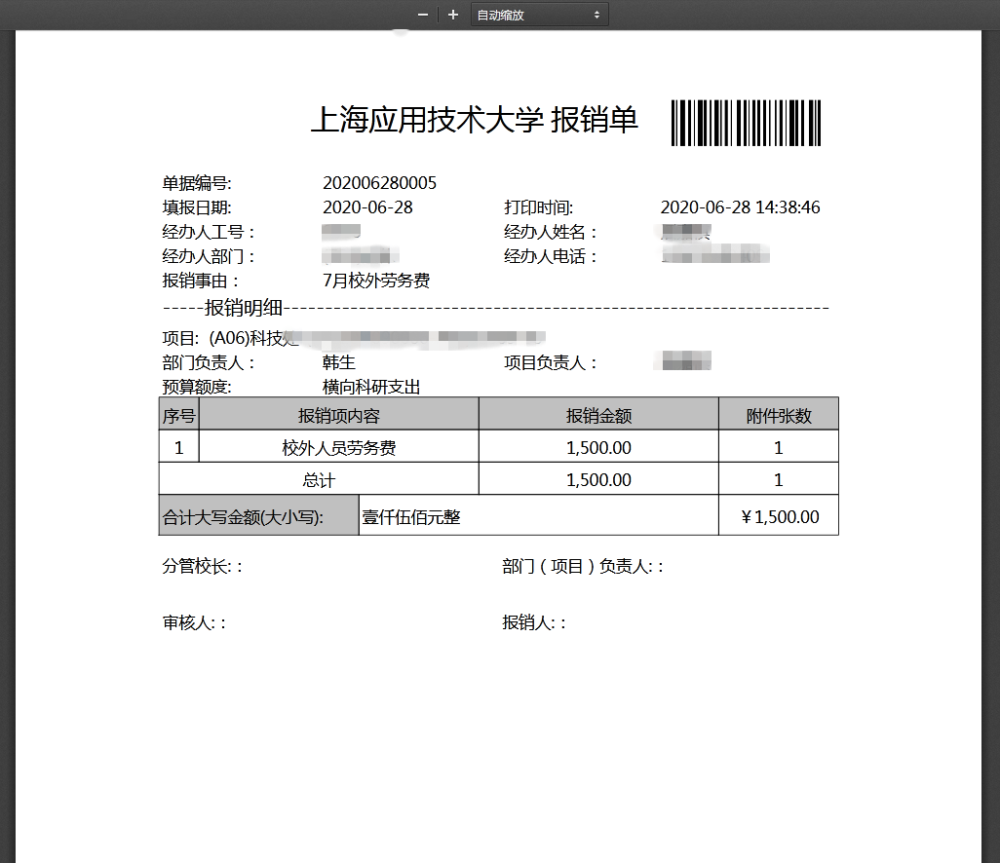 自动缩放
上海应用技术大学 报销单
单据编号: 202006280005
填报日期: 2020-06-28 打印时间: 2020-06-28 14:38:46
经办人工号： 经办人姓名：
经办人部门： 经办人电话：
报销事由： 7月校外劳务费
-----报销明细-----------------------------------------------------------------
项目: (A06)科技处
部门负责人： 韩生 项目负责人：
预算额度: 横向科研支出
序号 报销项内容 报销金额 附件张数
1 校外人员劳务费 1,500.00 1
总计 1,500.00 1
合计大写金额(大小写): 壹仟伍佰元整 ￥1,500.00
分管校长: : 部门（项目）负责人: :
审核人: : 报销人: :